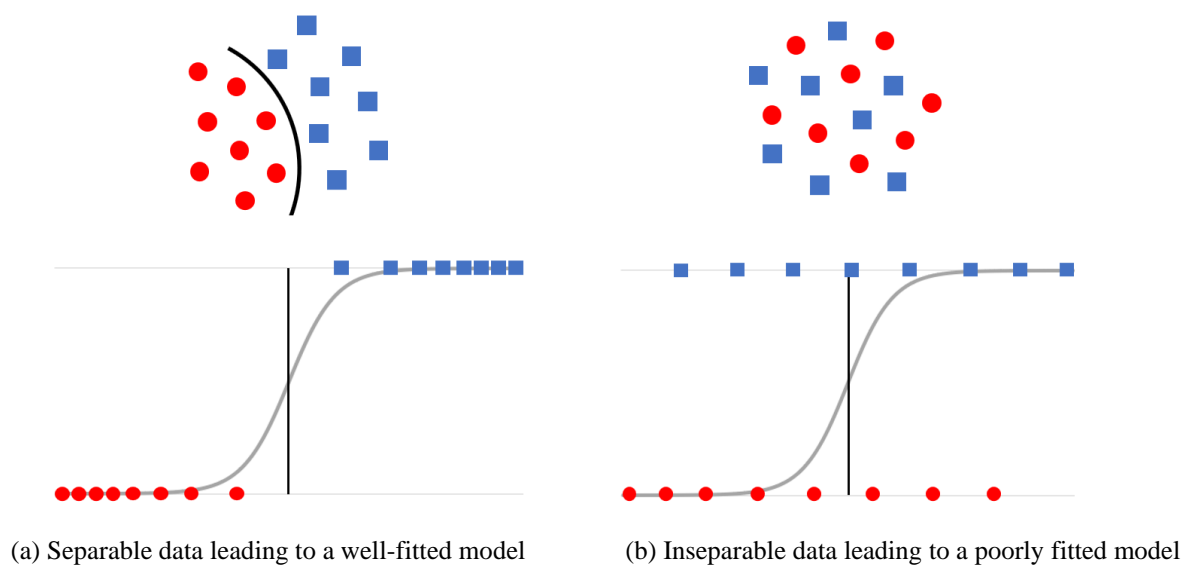 (a) Separable data leading to a well-fitted model
(b) Inseparable data leading to a poorly fitted model